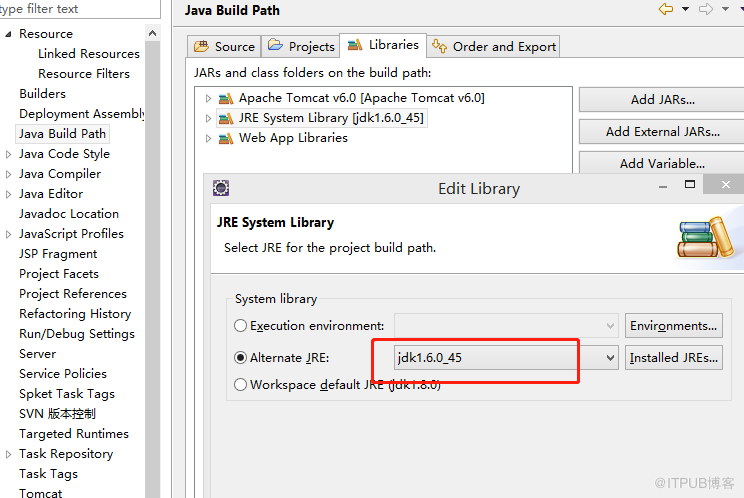 type filter text
Resource
Linked Resources
Resource Filters
Builders
Deployment Assembly
Java Build Path
Java Code Style
Java Compiler
Java Editor
Javadoc Location
JavaScript Profiles
JSP Fragment
Project Facets
Project References
Refactoring History
Run/Debug Settings
Server
Service Policies
Spket Task Tags
SVN 版本控制
Targeted Runtimes
Task Repository
Task Tags
Tomcat
Java Build Path
Source Projects Libraries Order and Export
JARs and class folders on the build path:
Apache Tomcat v6.0 [Apache Tomcat v6.0]
JRE System Library [jdk1.6.0_45]
Web App Libraries
Add JARs...
Add External JARs...
Add Variable...
Edit Library
JRE System Library
Select JRE for the project build path.
System library
Execution environment: Environments...
Alternate JRE: jdk1.6.0_45 Installed JREs...
Workspace default JRE (jdk1.8.0)
@ITPUB博客